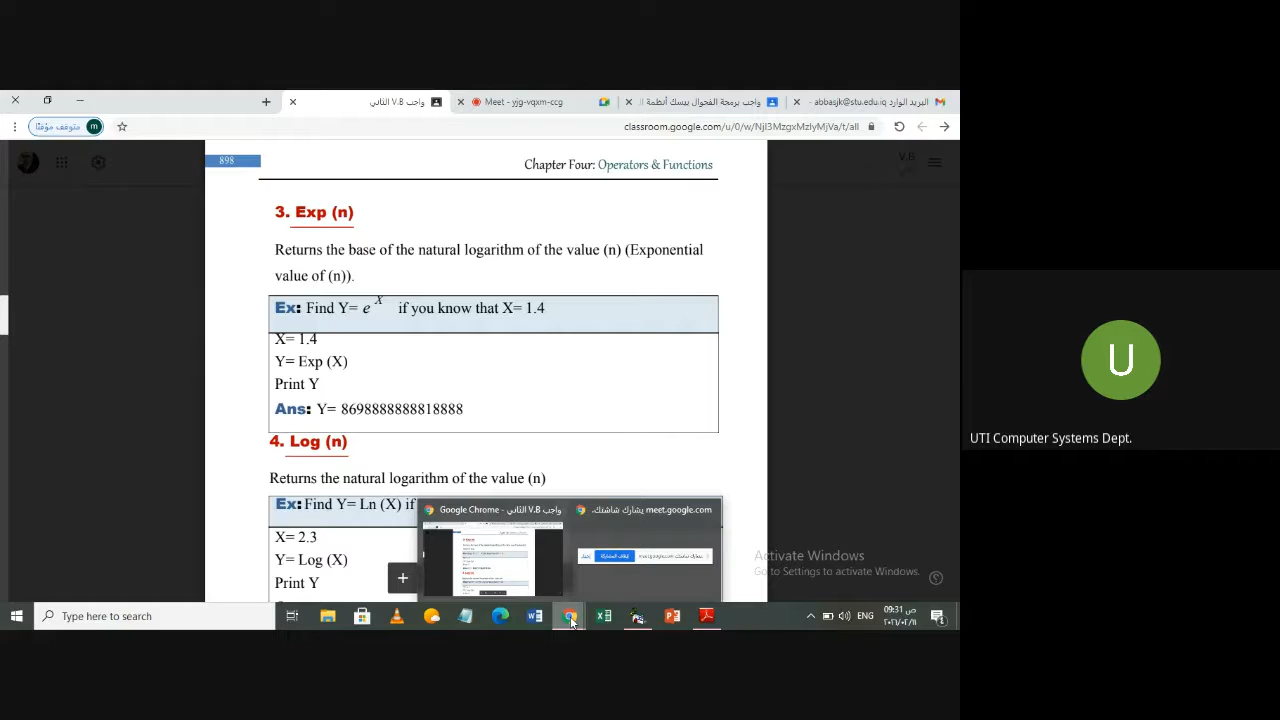 واجب V.B الثاني
Meet - yjg-vqxm-ccg
واجب برمجة الفجوال بيسك أنظمة ال
البريد الوارد abbasjk@stu.edu.iq -
متوقف مؤقتًا
m
classroom.google.com/u/0/w/NjI3MzgxMzIyMjVa/t/all
V.B
898
Chapter Four: Operators & Functions
3. Exp (n)
Returns the base of the natural logarithm of the value (n) (Exponential
value of (n)).
Ex: Find Y= e X if you know that X= 1.4
X= 1.4
Y= Exp (X)
Print Y
Ans: Y= 8698888888818888
4. Log (n)
Returns the natural logarithm of the value (n)
Ex: Find Y= Ln (X) if
X= 2.3
Y= Log (X)
Print Y
واجب V.B الثاني - Google Chrome
meet.google.com يشارك شاشتك.
إيقاف المشاركة
Activate Windows
Go to Settings to activate Windows.
Type here to search
ENG
09:31 ص
U
UTI Computer Systems Dept.